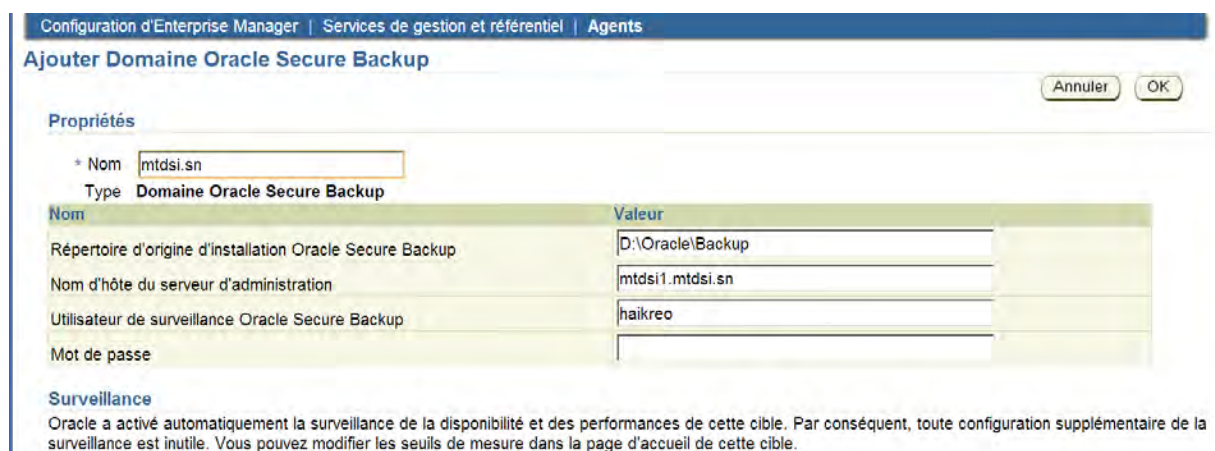 Configuration d'Enterprise Manager | Services de gestion et référentiel | Agents
Ajouter Domaine Oracle Secure Backup
Annuler OK
Propriétés
* Nom mtdsi.sn
Type Domaine Oracle Secure Backup
Nom Valeur
Répertoire d'origine d'installation Oracle Secure Backup D:\Oracle\Backup
Nom d'hôte du serveur d'administration mtdsi1.mtdsi.sn
Utilisateur de surveillance Oracle Secure Backup haikreo
Mot de passe
Surveillance
Oracle a activé automatiquement la surveillance de la disponibilité et des performances de cette cible. Par conséquent, toute configuration supplémentaire de la
surveillance est inutile. Vous pouvez modifier les seuils de mesure dans la page d'accueil de cette cible.